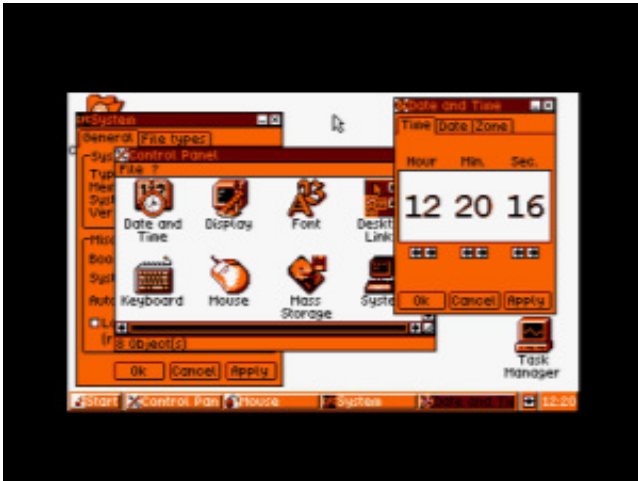 System
General File types
Control Panel
File ?
Date and Time
Display
Font
Keyboard
Mouse
Mass Storage
8 Object(s)
Ok Cancel Apply
Date and Time
Time Date Zone
Hour Min. Sec.
12 20 16
Ok Cancel Apply
Task Manager
Start Control Pan Mouse System Date and 12:20